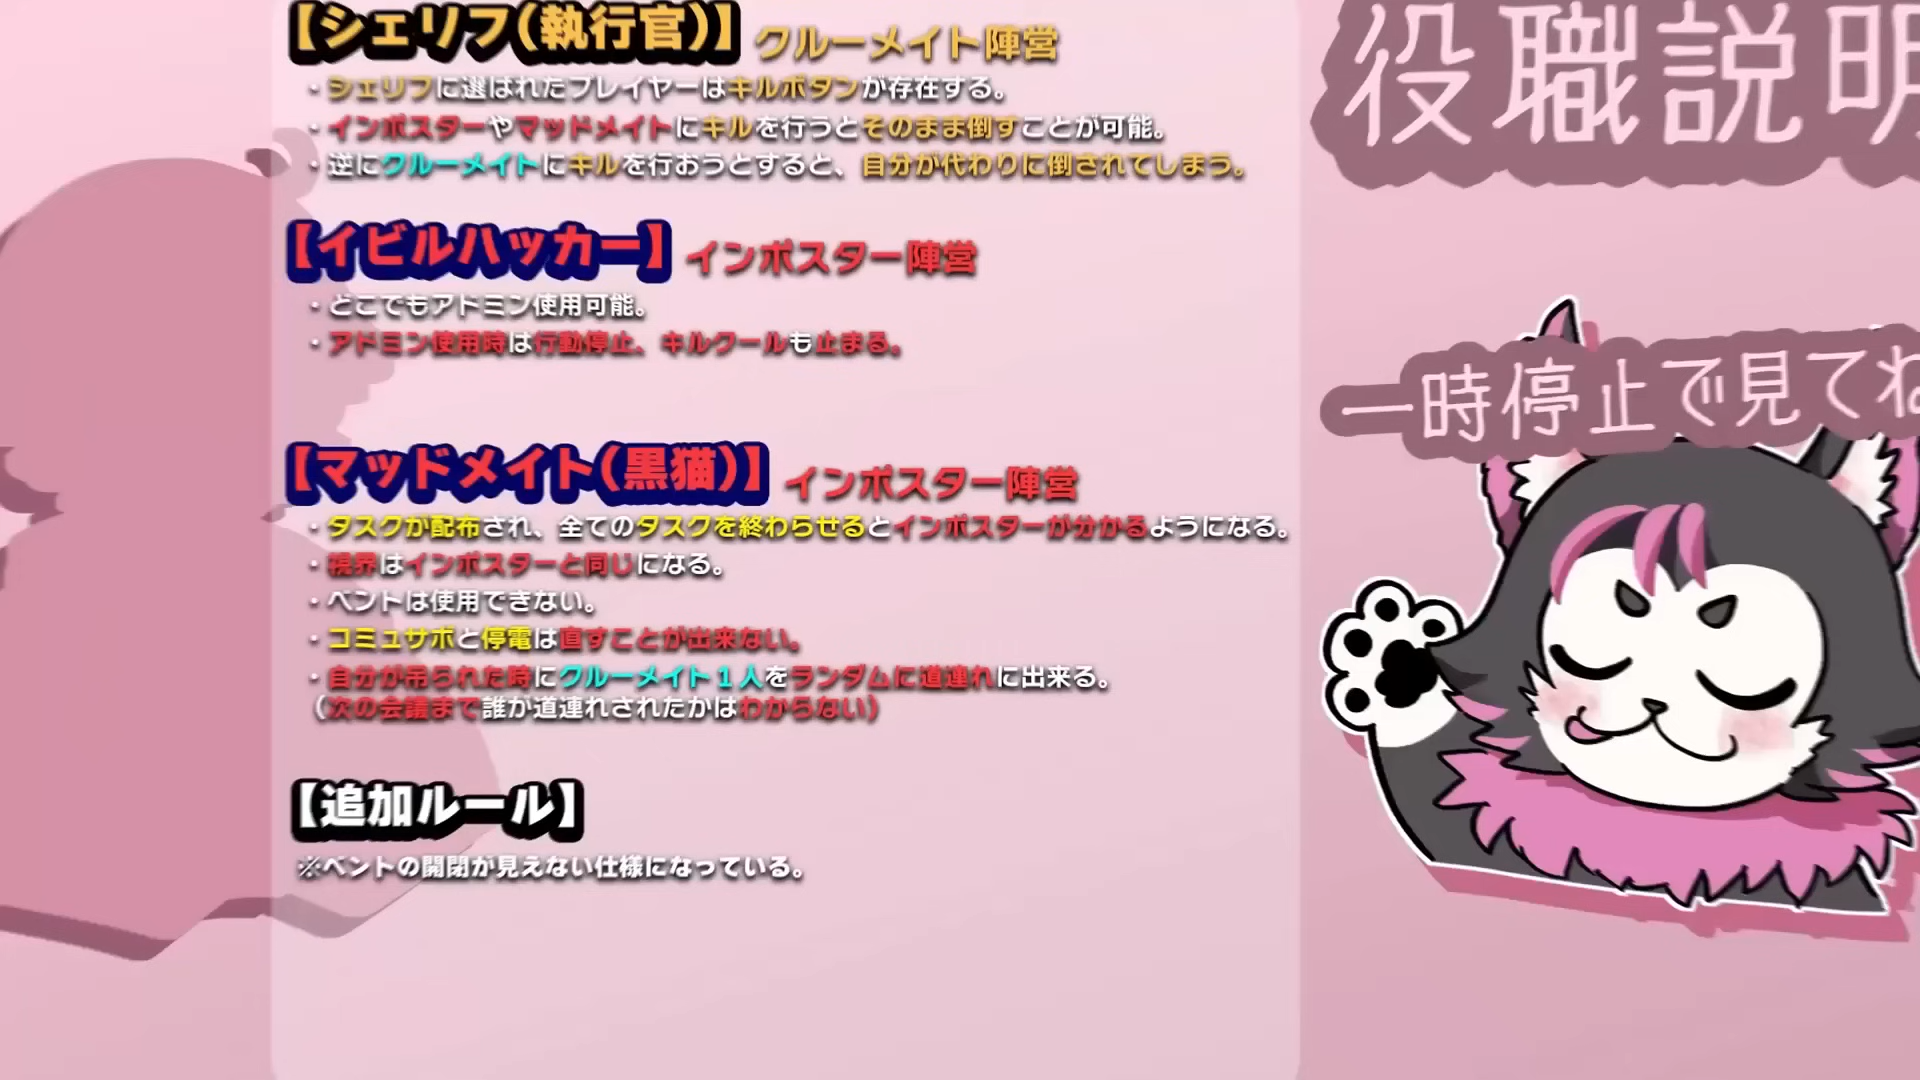 【シェリフ(執行官)】 クルーメイト陣営
・シェリフに選ばれたプレイヤーはキルボタンが存在する。
・インポスターやマッドメイトにキルを行うとそのまま倒すことが可能。
・逆にクルーメイトにキルを行おうとすると、自分が代わりに倒されてしまう。
【イビルハッカー】 インポスター陣営
・どこでもアドミン使用可能。
・アドミン使用時は行動停止、キルクールも止まる。
【マッドメイト(黒猫)】 インポスター陣営
・タスクが配布され、全てのタスクを終わらせるとインポスターが分かるようになる。
・視界はインポスターと同じになる。
・ベントは使用できない。
・コミュサボと停電は直すことが出来ない。
・自分が吊られた時にクルーメイト1人をランダムに道連れに出来る。
(次の会議まで誰が道連れされたかはわからない)
【追加ルール】
※ベントの開閉が見えない仕様になっている。
役職説明
一時停止で見てね